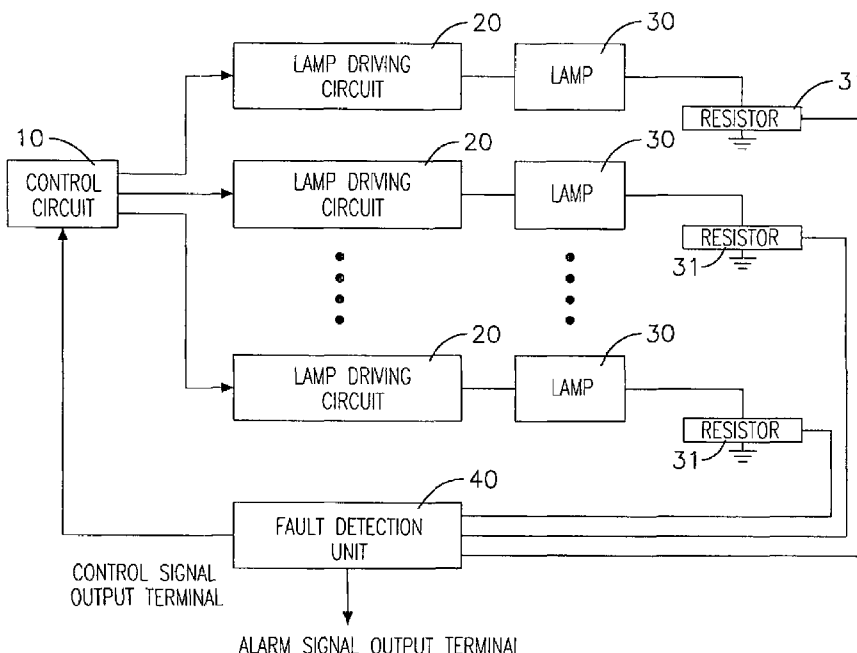 20
30
LAMP DRIVING
CIRCUIT
LAMP
31
RESISTOR
10
CONTROL
CIRCUIT
20
30
LAMP DRIVING
CIRCUIT
LAMP
RESISTOR
31
20
30
LAMP DRIVING
CIRCUIT
LAMP
RESISTOR
31
40
FAULT DETECTION
UNIT
CONTROL SIGNAL
OUTPUT TERMINAL
ALARM SIGNAL OUTPUT TERMINAL